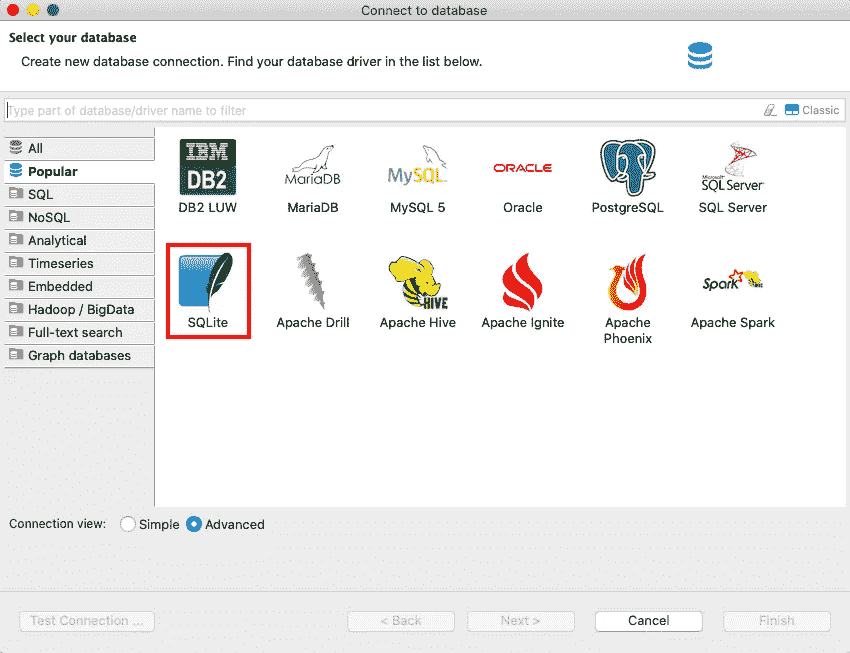 Connect to database
Select your database
Create new database connection. Find your database driver in the list below.
Type part of database/driver name to filter
Classic
All
Popular
SQL
NoSQL
Analytical
Timeseries
Embedded
Hadoop / BigData
Full-text search
Graph databases
IBM
DB2
DB2 LUW
MariaDB
MariaDB
MySQL
MySQL 5
ORACLE
Oracle
PostgreSQL
Microsoft
SQL Server
SQL Server
SQLite
Apache Drill
HIVE
Apache Hive
Apache Ignite
Apache
Phoenix
Spark
Apache Spark
Connection view:
Simple
Advanced
Test Connection ...
< Back
Next >
Cancel
Finish